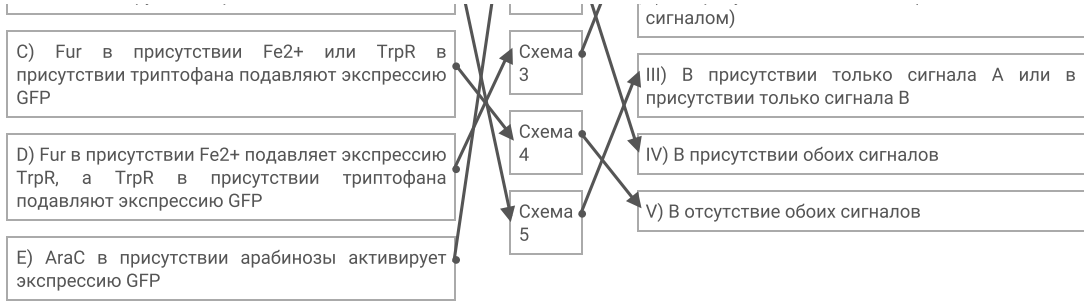 сигналом)
C) Fur в присутствии Fe2+ или TrpR в
присутствии триптофана подавляют экспрессию
GFP
Схема
3
III) В присутствии только сигнала А или в
присутствии только сигнала В
Схема
4
D) Fur в присутствии Fe2+ подавляет экспрессию
TrpR, а TrpR в присутствии триптофана
подавляют экспрессию GFP
IV) В присутствии обоих сигналов
Схема
5
V) В отсутствие обоих сигналов
E) AraC в присутствии арабинозы активирует
экспрессию GFP